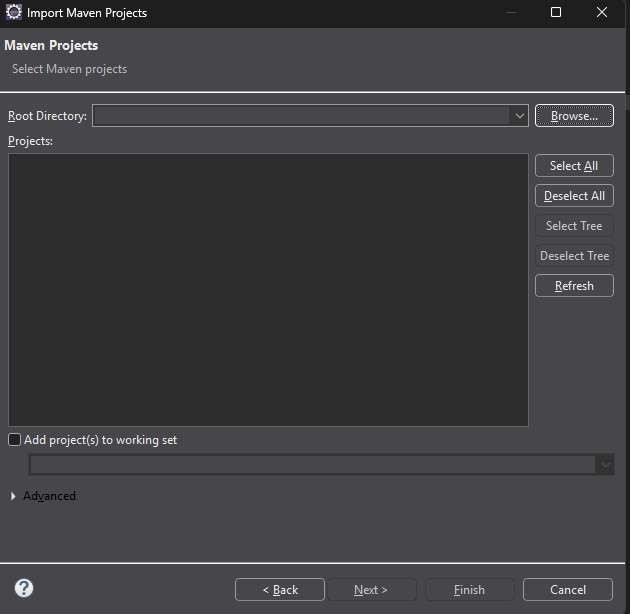 Import Maven Projects
Maven Projects
Select Maven projects
Root Directory:
Browse...
Projects:
Select All
Deselect All
Select Tree
Deselect Tree
Refresh
Add project(s) to working set
Advanced
?
< Back
Next >
Finish
Cancel